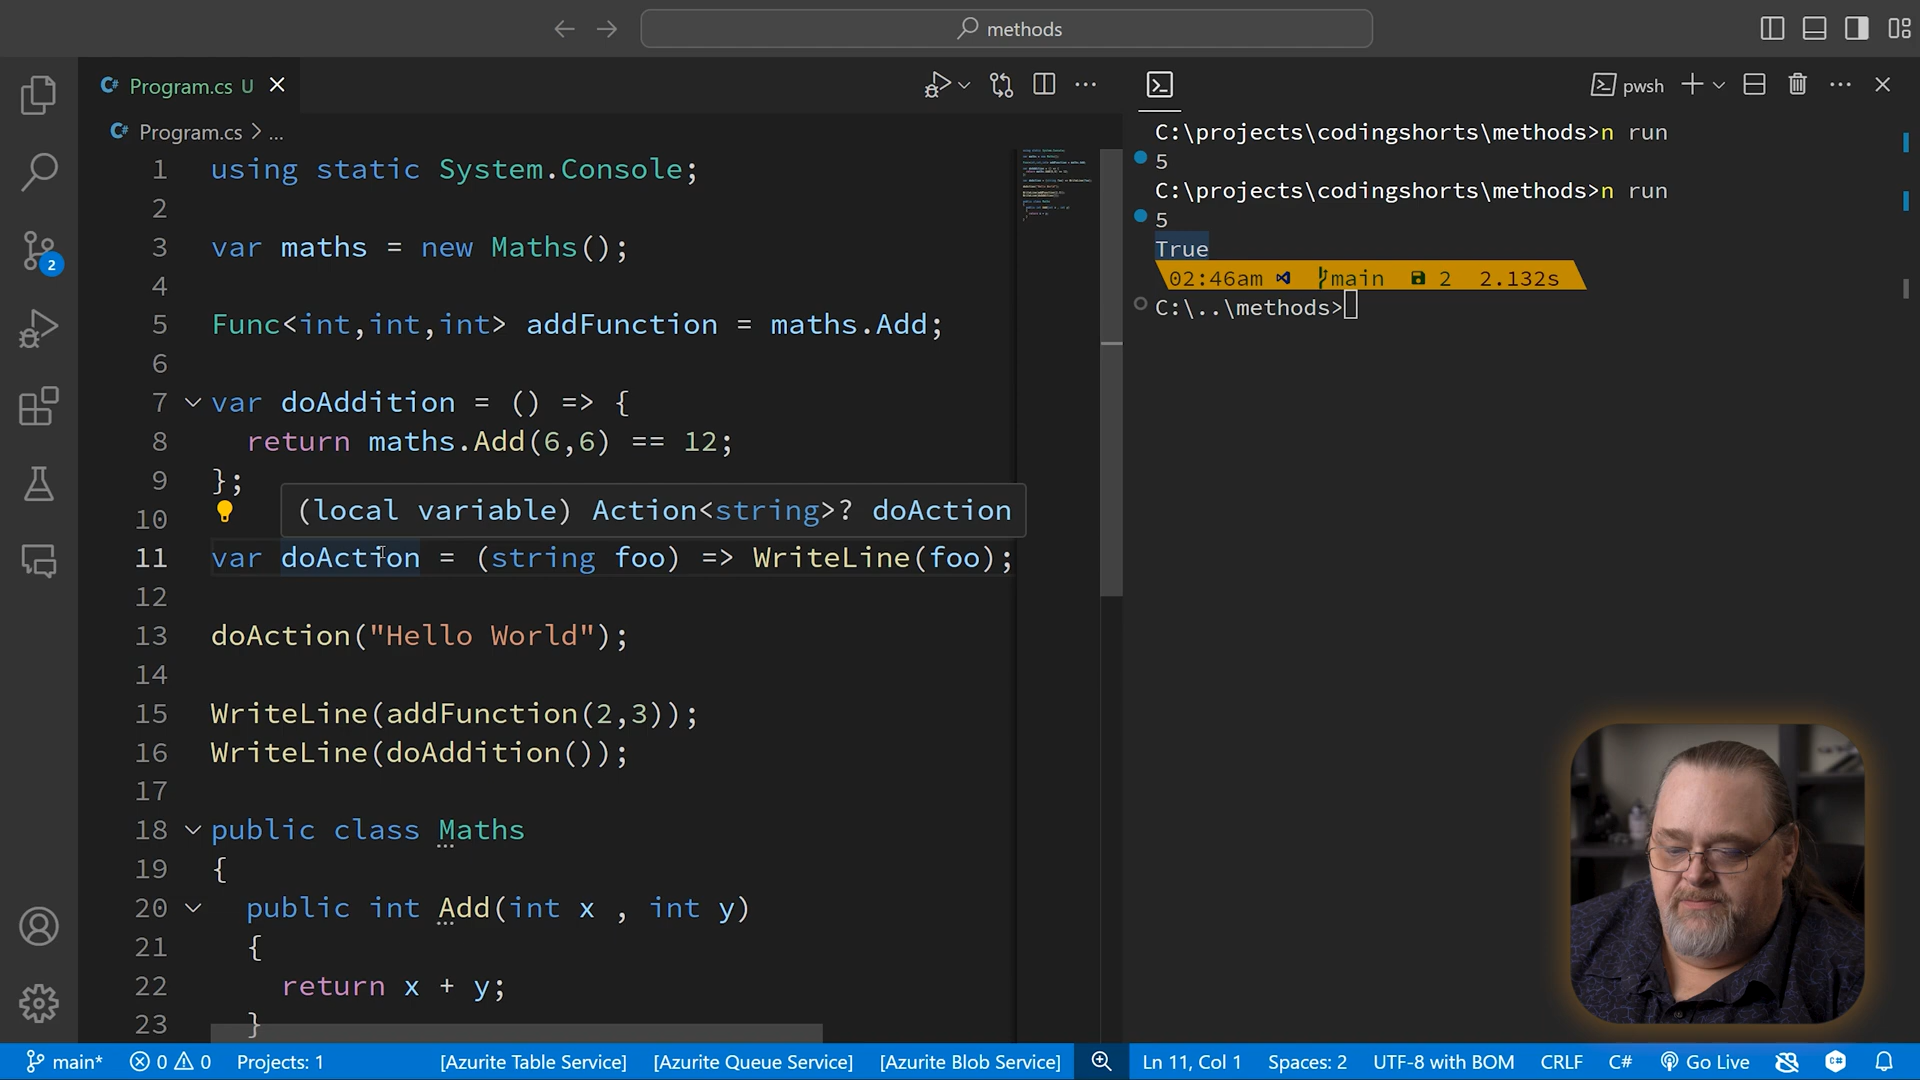 methods
Program.cs U
pwsh
Program.cs > ...
1 using static System.Console;
2
3 var maths = new Maths();
4
5 Func<int,int,int> addFunction = maths.Add;
6
7 var doAddition = () => {
8 return maths.Add(6,6) == 12;
9 };
10
(local variable) Action<string>? doAction
11 var doAction = (string foo) => WriteLine(foo);
12
13 doAction("Hello World");
14
15 WriteLine(addFunction(2,3));
16 WriteLine(doAddition());
17
18 public class Maths
19 {
20 public int Add(int x , int y)
21 {
22 return x + y;
23 }
C:\projects\codingshorts\methods>n run
5
C:\projects\codingshorts\methods>n run
5
True
02:46am main 2 2.132s
C:\..\methods>
2
main* 0 0 Projects: 1 [Azurite Table Service] [Azurite Queue Service] [Azurite Blob Service] Ln 11, Col 1 Spaces: 2 UTF-8 with BOM CRLF C# Go Live